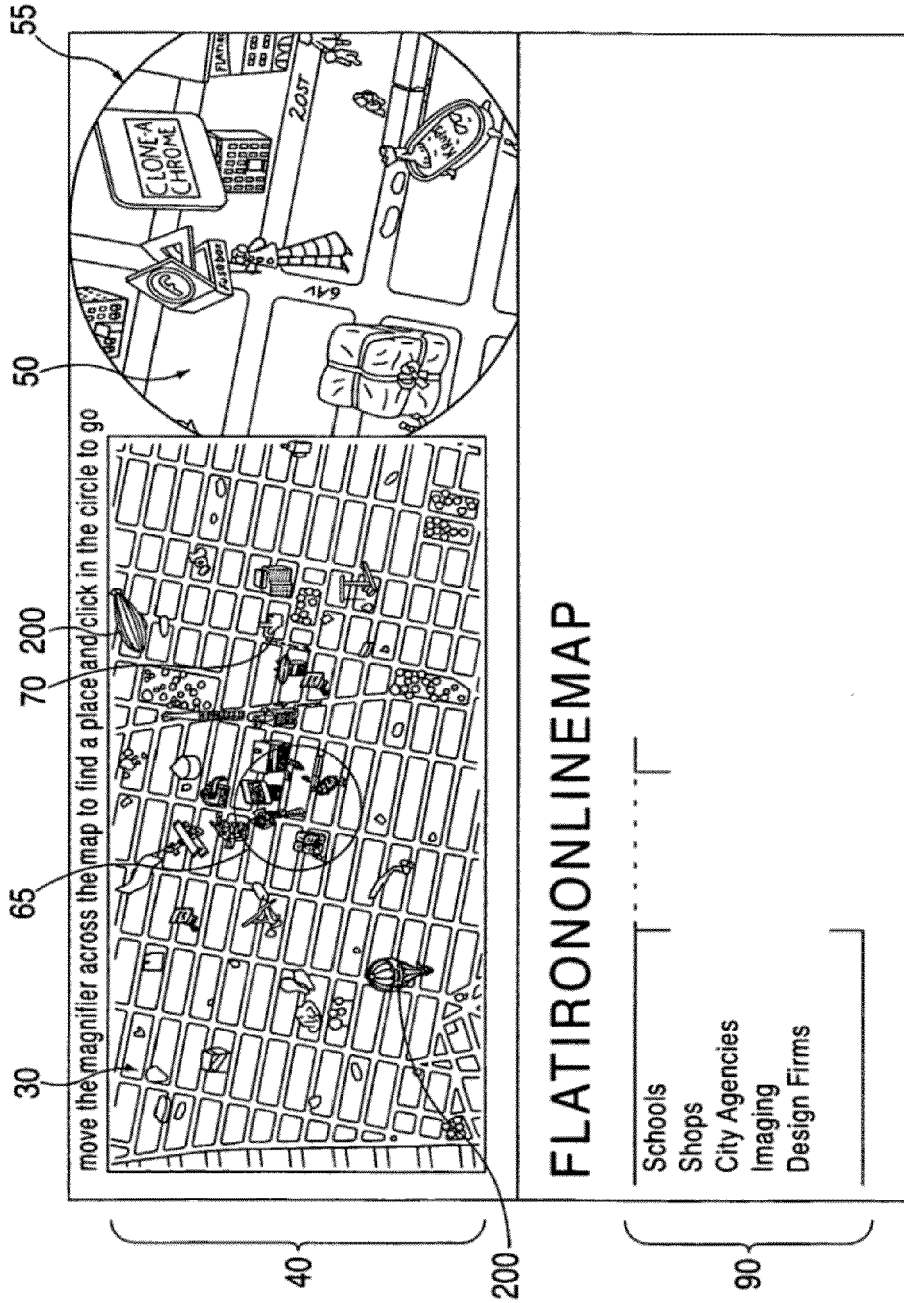 55
50
200
70
65
30
move the magnifier across the map to find a place and click in the circle to go
FLATIRO
CLONE-A
CHROME
20ST
6AV
40
200
FLATIRONONLINEMAP
Schools
Shops
City Agencies
Imaging
Design Firms
90